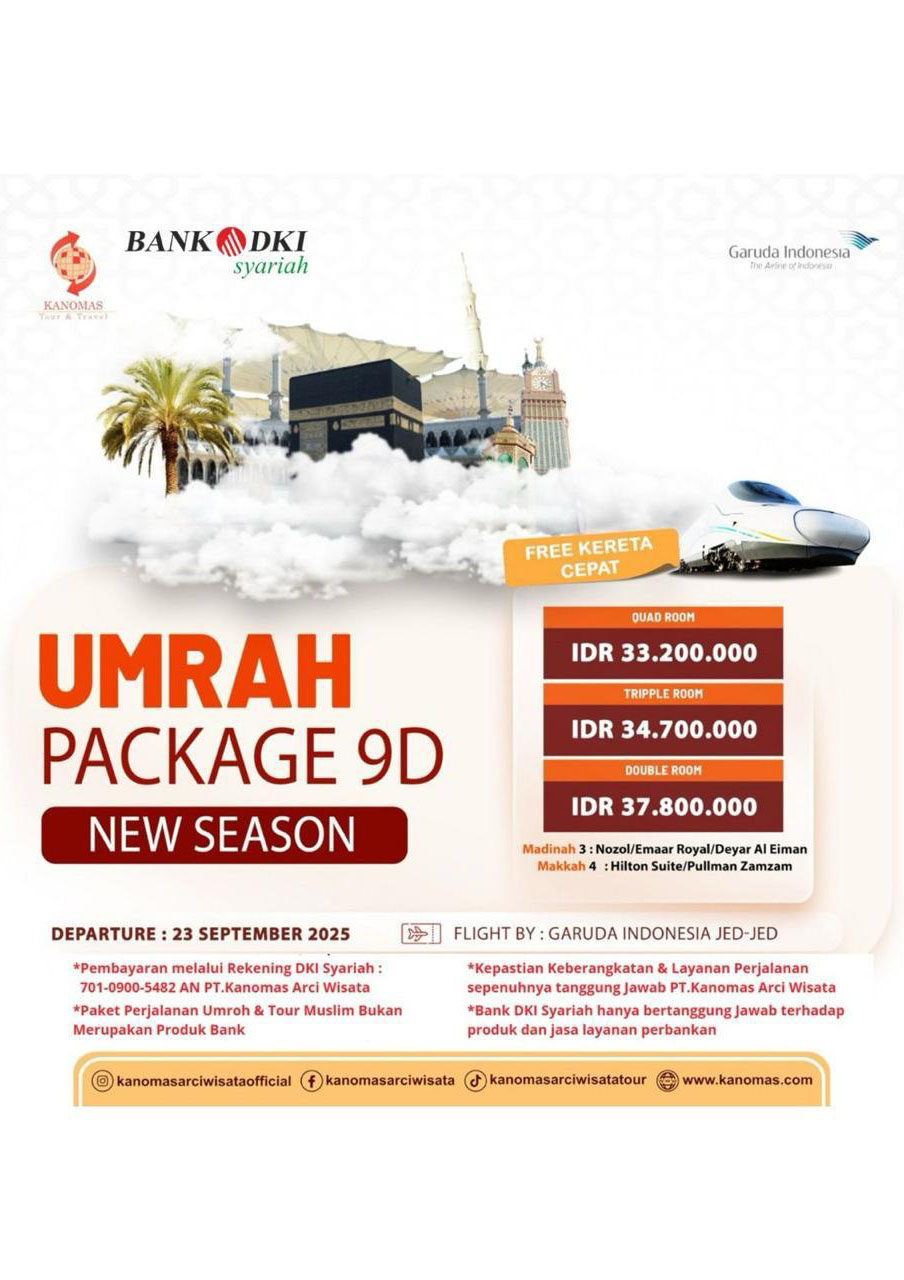 KANOMAS
Tour & Travel
BANK DKI
syariah
Garuda Indonesia
The Airline of Indonesia
FREE KERETA
CEPAT
UMRAH
PACKAGE 9D
NEW SEASON
QUAD ROOM
IDR 33.200.000
TRIPPLE ROOM
IDR 34.700.000
DOUBLE ROOM
IDR 37.800.000
Madinah 3 : Nozol/Emaar Royal/Deyar Al Eiman
Makkah 4 : Hilton Suite/Pullman Zamzam
DEPARTURE : 23 SEPTEMBER 2025
FLIGHT BY : GARUDA INDONESIA JED-JED
*Pembayaran melalui Rekening DKI Syariah :
701-0900-5482 AN PT.Kanomas Arci Wisata
*Paket Perjalanan Umroh & Tour Muslim Bukan
Merupakan Produk Bank
*Kepastian Keberangkatan & Layanan Perjalanan
sepenuhnya tanggung Jawab PT.Kanomas Arci Wisata
*Bank DKI Syariah hanya bertanggung Jawab terhadap
produk dan jasa layanan perbankan
kanomasarciwisataofficial
kanomasarciwisata
kanomasarciwisatatour
www.kanomas.com